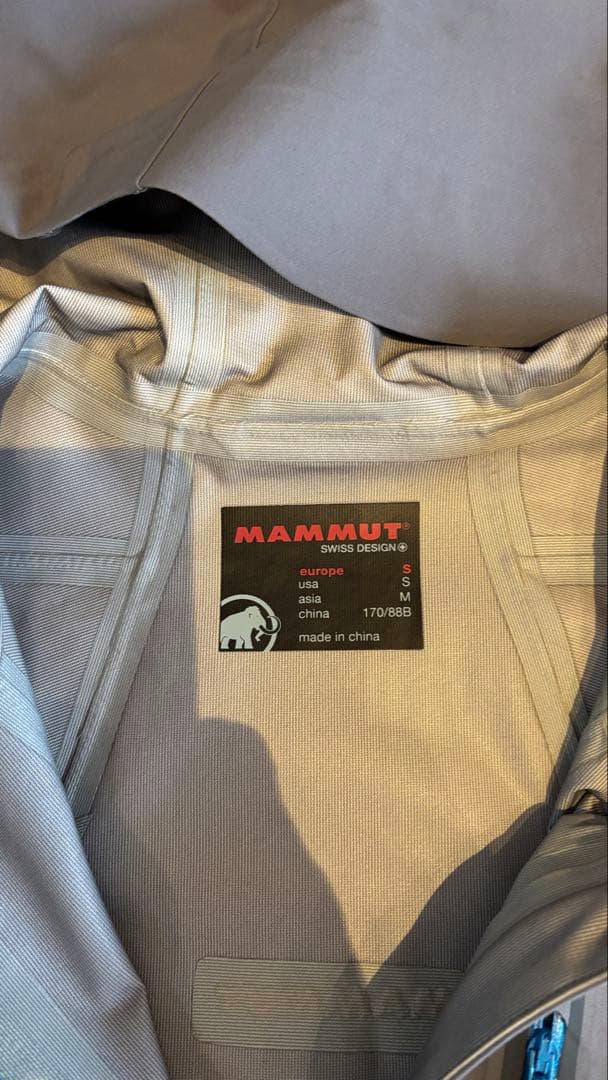 MAMMUT®
SWISS DESIGN
europe S
usa S
asia M
china 170/88B
made in china